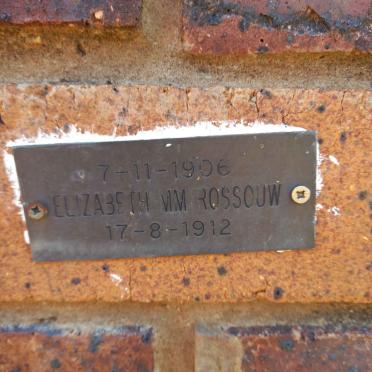 7-11-1906
ELIZABETH MM ROSSOUW
17-8-1912